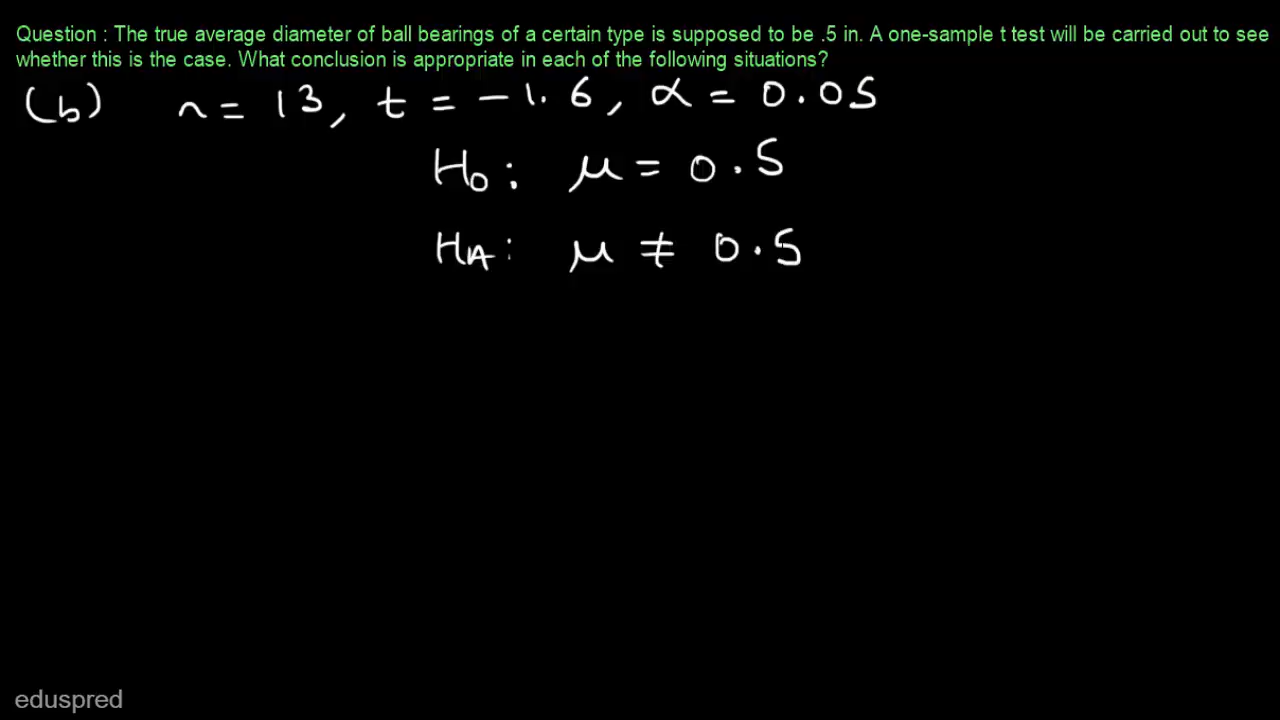 Question : The true average diameter of ball bearings of a certain type is supposed to be .5 in. A one-sample t test will be carried out to see
whether this is the case. What conclusion is appropriate in each of the following situations?
(b) n = 13, t = -1.6, α = 0.05
H₀: μ = 0.5
H_A: μ ≠ 0.5
eduspred